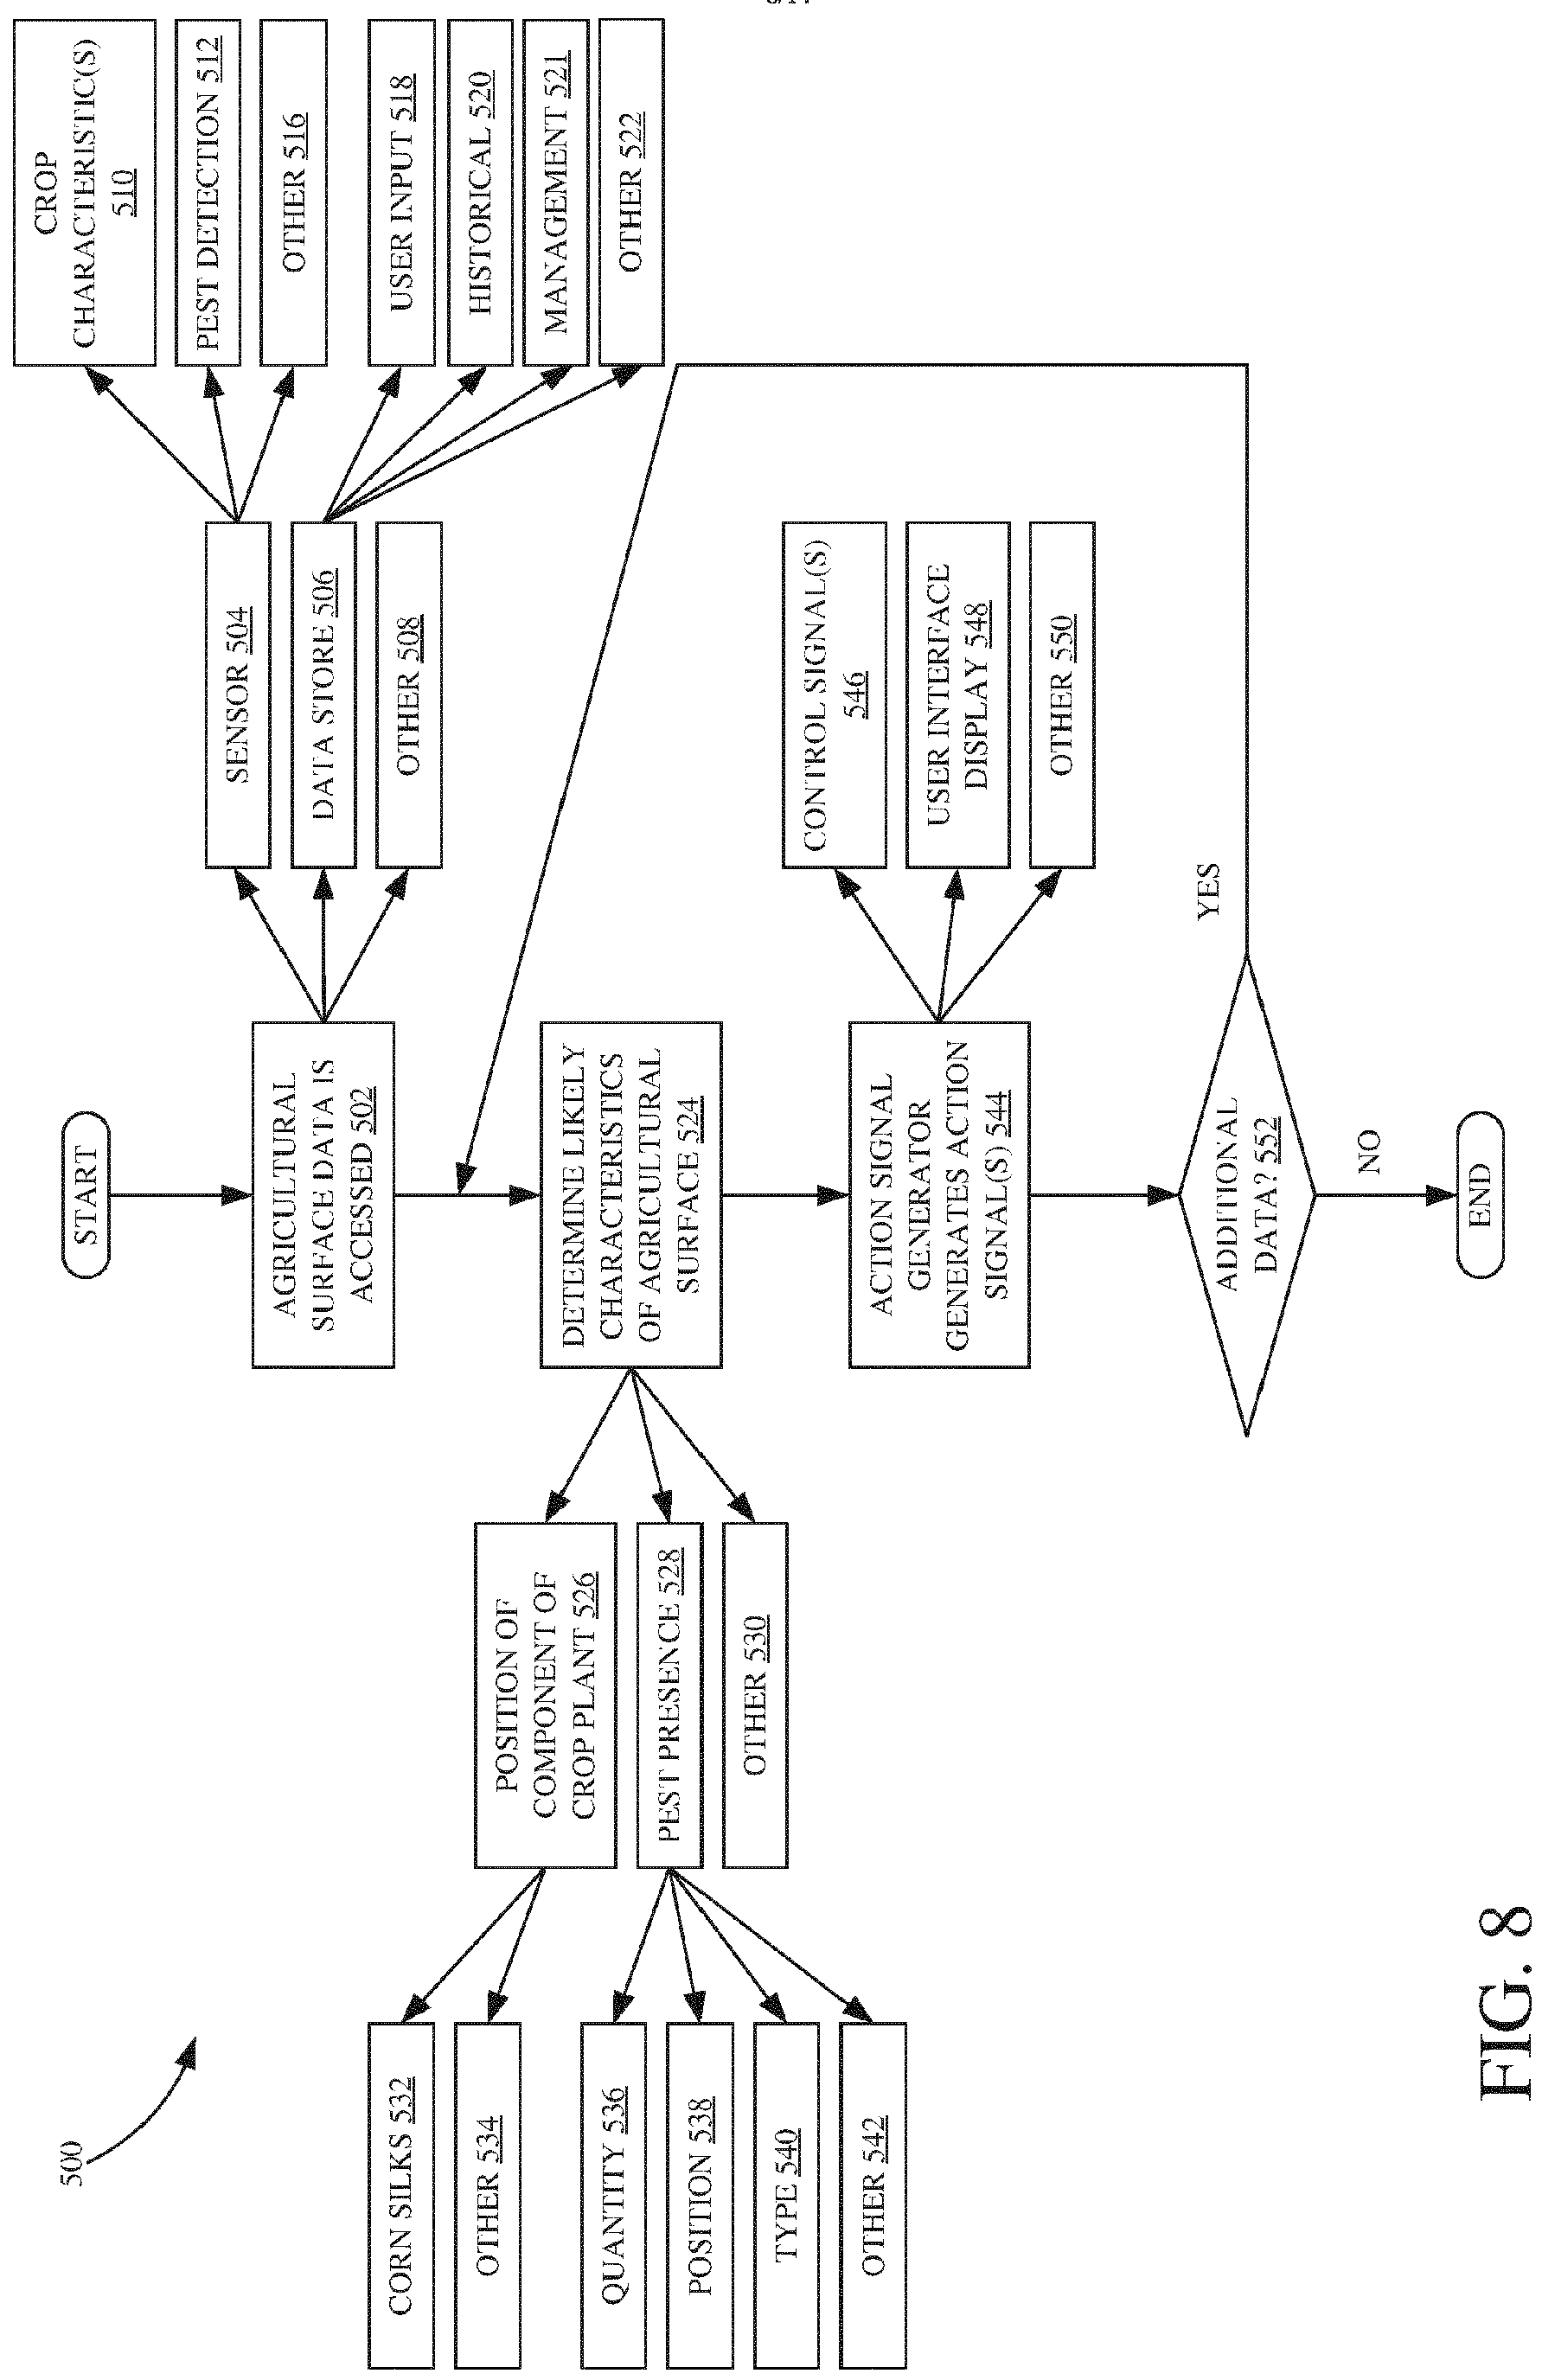 500
START
AGRICULTURAL
SURFACE DATA IS
ACCESSED 502
SENSOR 504
DATA STORE 506
OTHER 508
CROP
CHARACTERISTIC(S)
510
PEST DETECTION 512
OTHER 516
USER INPUT 518
HISTORICAL 520
MANAGEMENT 521
OTHER 522
DETERMINE LIKELY
CHARACTERISTICS
OF AGRICULTURAL
SURFACE 524
POSITION OF
COMPONENT OF
CROP PLANT 526
PEST PRESENCE 528
OTHER 530
CORN SILKS 532
OTHER 534
QUANTITY 536
POSITION 538
TYPE 540
OTHER 542
ACTION SIGNAL
GENERATOR
GENERATES ACTION
SIGNAL(S) 544
CONTROL SIGNAL(S)
546
USER INTERFACE
DISPLAY 548
OTHER 550
ADDITIONAL
DATA? 552
YES
NO
END
FIG. 8